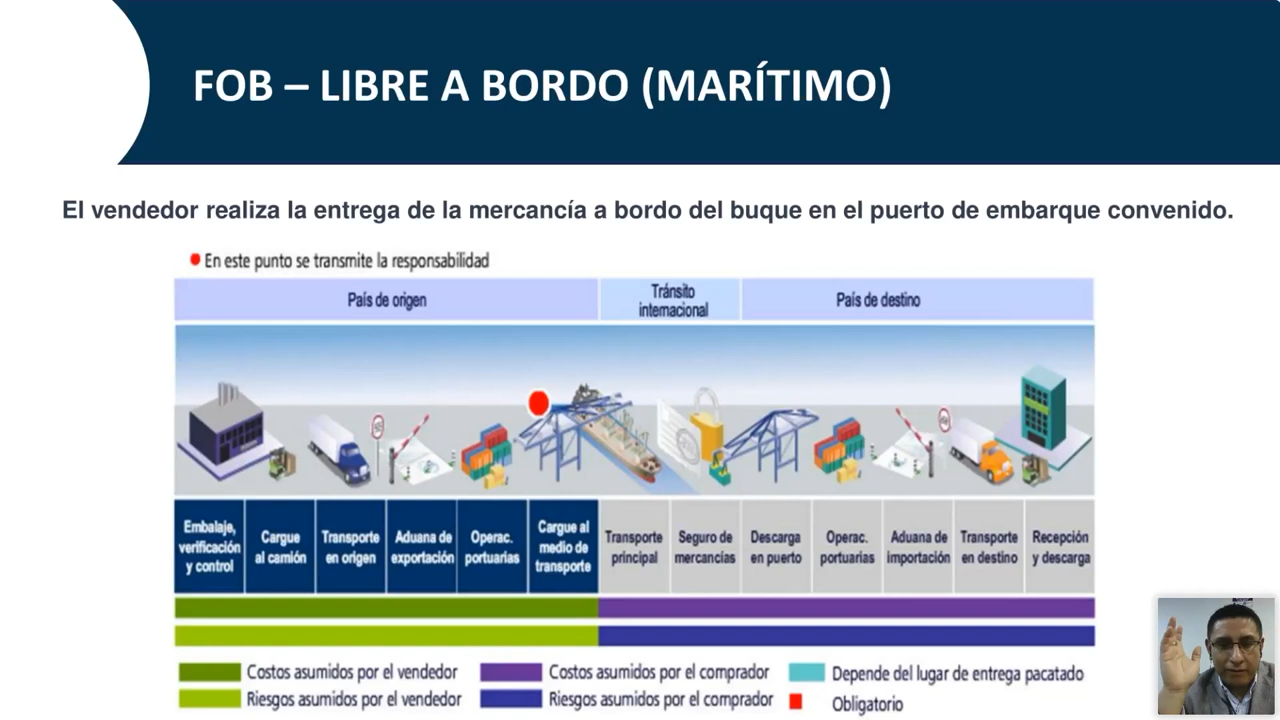 FOB – LIBRE A BORDO (MARÍTIMO)
El vendedor realiza la entrega de la mercancía a bordo del buque en el puerto de embarque convenido.
En este punto se transmite la responsabilidad
País de origen
Tránsito
internacional
País de destino
Embalaje,
verificación
y control
Cargue
al camión
Transporte
en origen
Aduana de
exportación
Operac.
portuarias
Cargue al
medio de
transporte
Transporte
principal
Seguro de
mercancías
Descarga
en puerto
Operac.
portuarias
Aduana de
importación
Transporte
en destino
Recepción
y descarga
Costos asumidos por el vendedor
Costos asumidos por el comprador
Depende del lugar de entrega pacatado
Riesgos asumidos por el vendedor
Riesgos asumidos por el comprador
Obligatorio